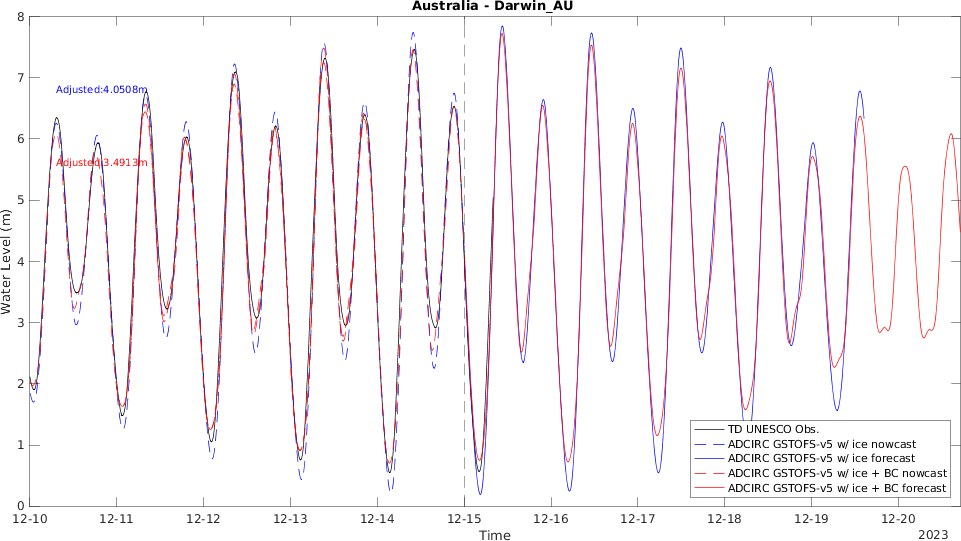 Australia - Darwin_AU
8
7
6
5
4
3
2
1
0
Water Level (m)
Adjusted:4.0508m
Adjusted:3.4913m
TD UNESCO Obs.
ADCIRC GSTOFS-v5 w/ ice nowcast
ADCIRC GSTOFS-v5 w/ ice forecast
ADCIRC GSTOFS-v5 w/ ice + BC nowcast
ADCIRC GSTOFS-v5 w/ ice + BC forecast
12-10 12-11 12-12 12-13 12-14 12-15 12-16 12-17 12-18 12-19 12-20
Time
2023